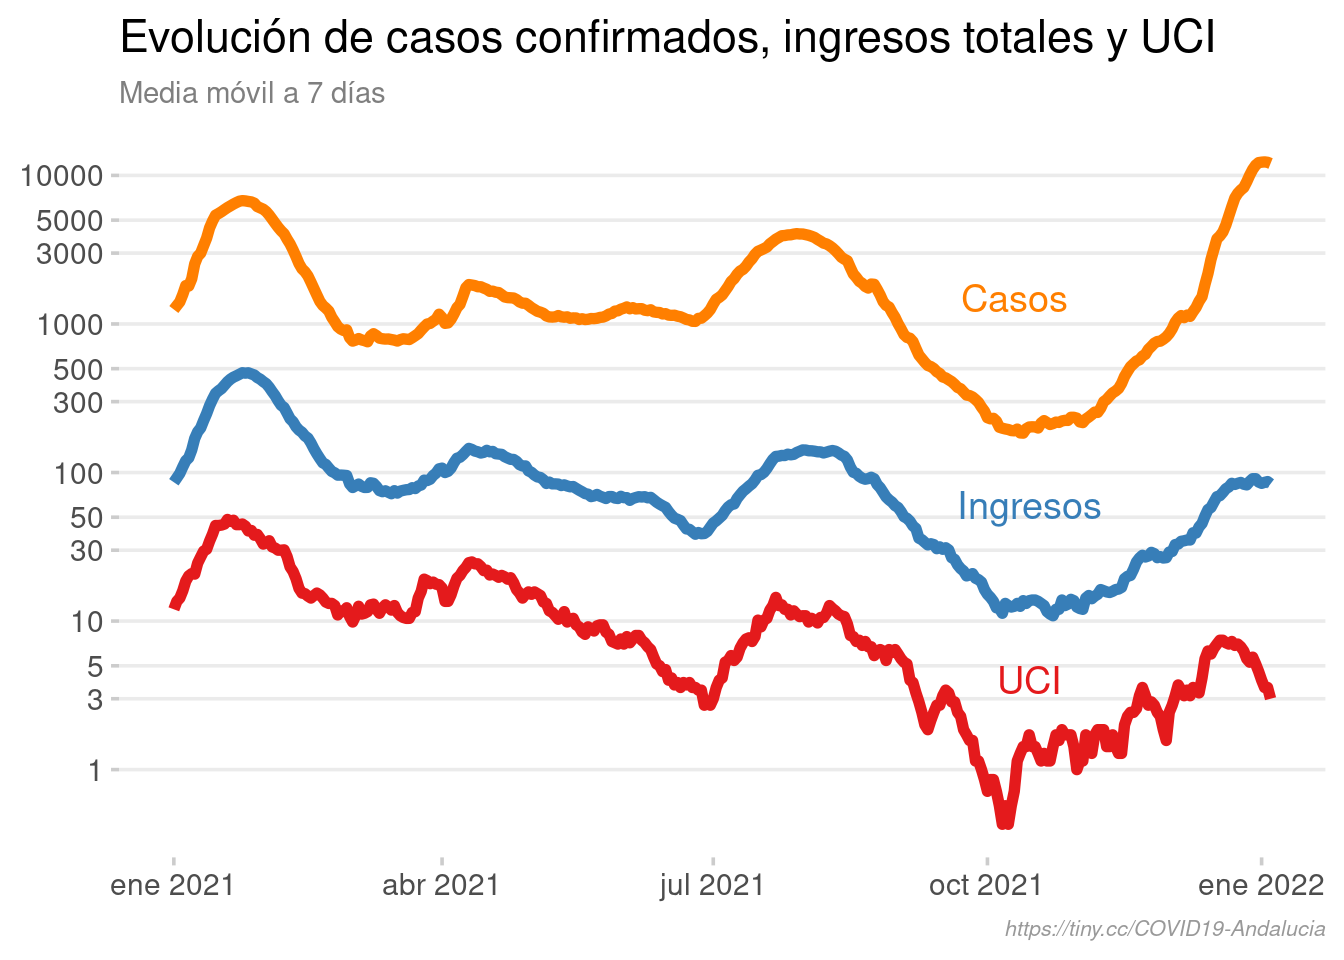 Evolución de casos confirmados, ingresos totales y UCI
Media móvil a 7 días
10000
5000
3000
1000
500
300
100
50
30
10
5
3
1
Casos
Ingresos
UCI
ene 2021 abr 2021 jul 2021 oct 2021 ene 2022
https://tiny.cc/COVID19-Andalucia